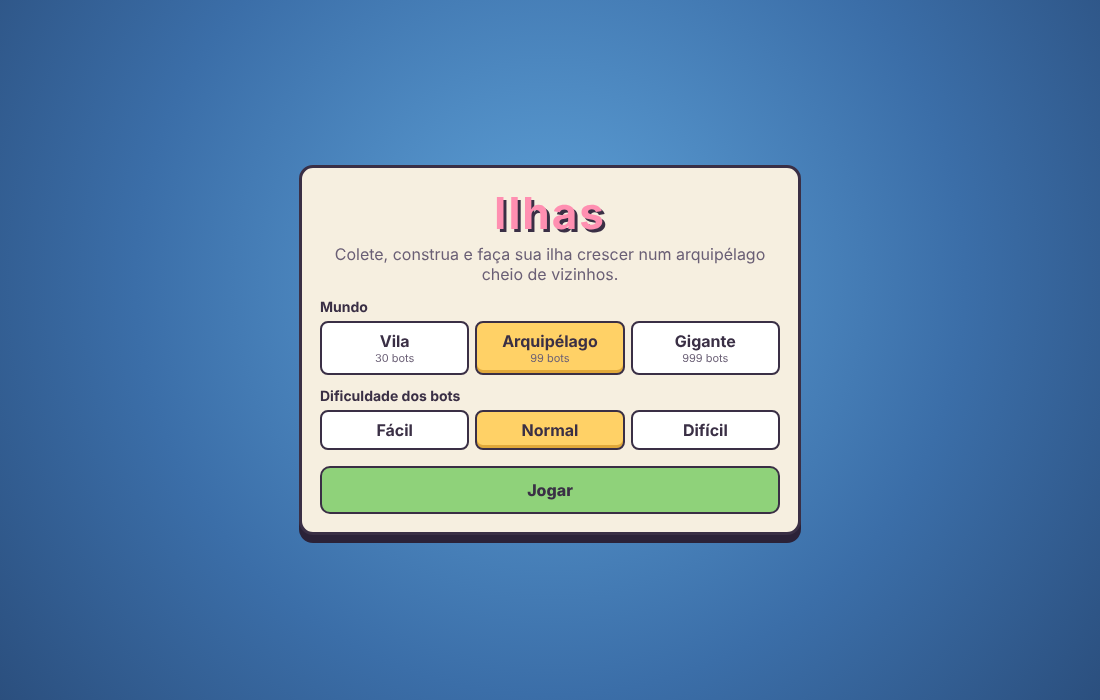 Ilhas
Colete, construa e faça sua ilha crescer num arquipélago
cheio de vizinhos.
Mundo
Vila
30 bots
Arquipélago
99 bots
Gigante
999 bots
Dificuldade dos bots
Fácil
Normal
Difícil
Jogar